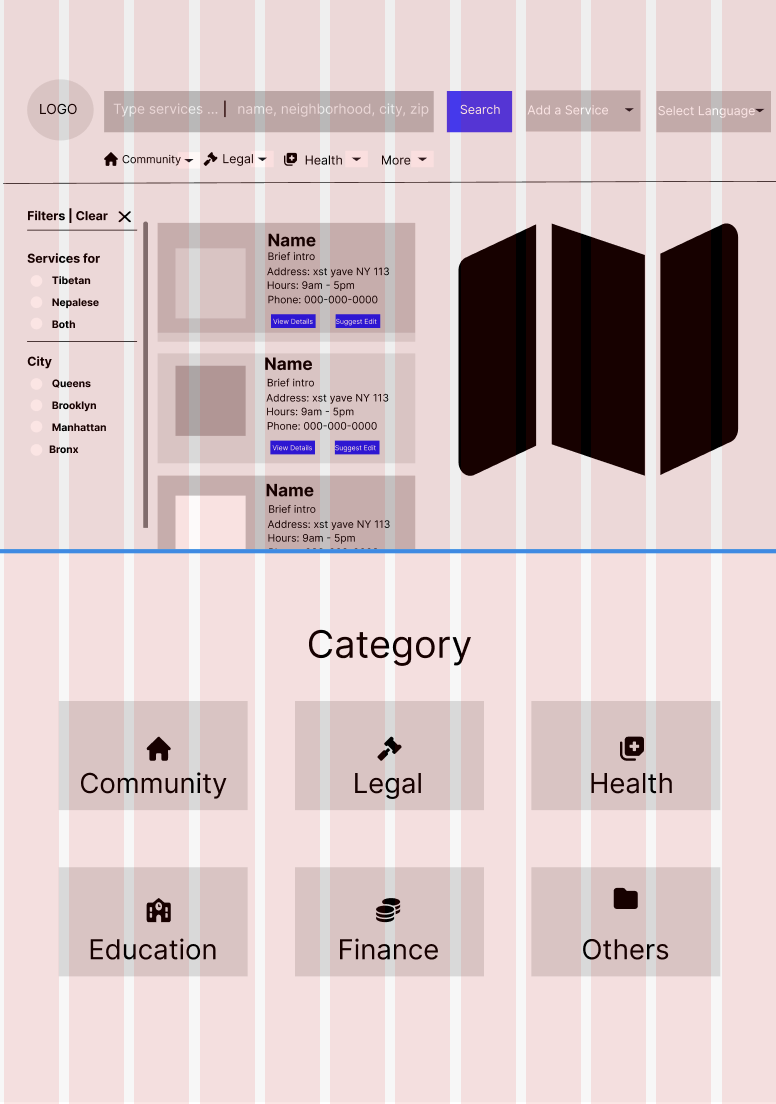 LOGO
Type services ... | name, neighborhood, city, zip
Search
Add a Service
Select Language
Community
Legal
Health
More
Filters | Clear
Services for
Tibetan
Nepalese
Both
City
Queens
Brooklyn
Manhattan
Bronx
Name
Brief intro
Address: xst yave NY 113
Hours: 9am - 5pm
Phone: 000-000-0000
View Details
Suggest Edit
Name
Brief intro
Address: xst yave NY 113
Hours: 9am - 5pm
Phone: 000-000-0000
View Details
Suggest Edit
Name
Brief intro
Address: xst yave NY 113
Hours: 9am - 5pm
Category
Community
Legal
Health
Education
Finance
Others